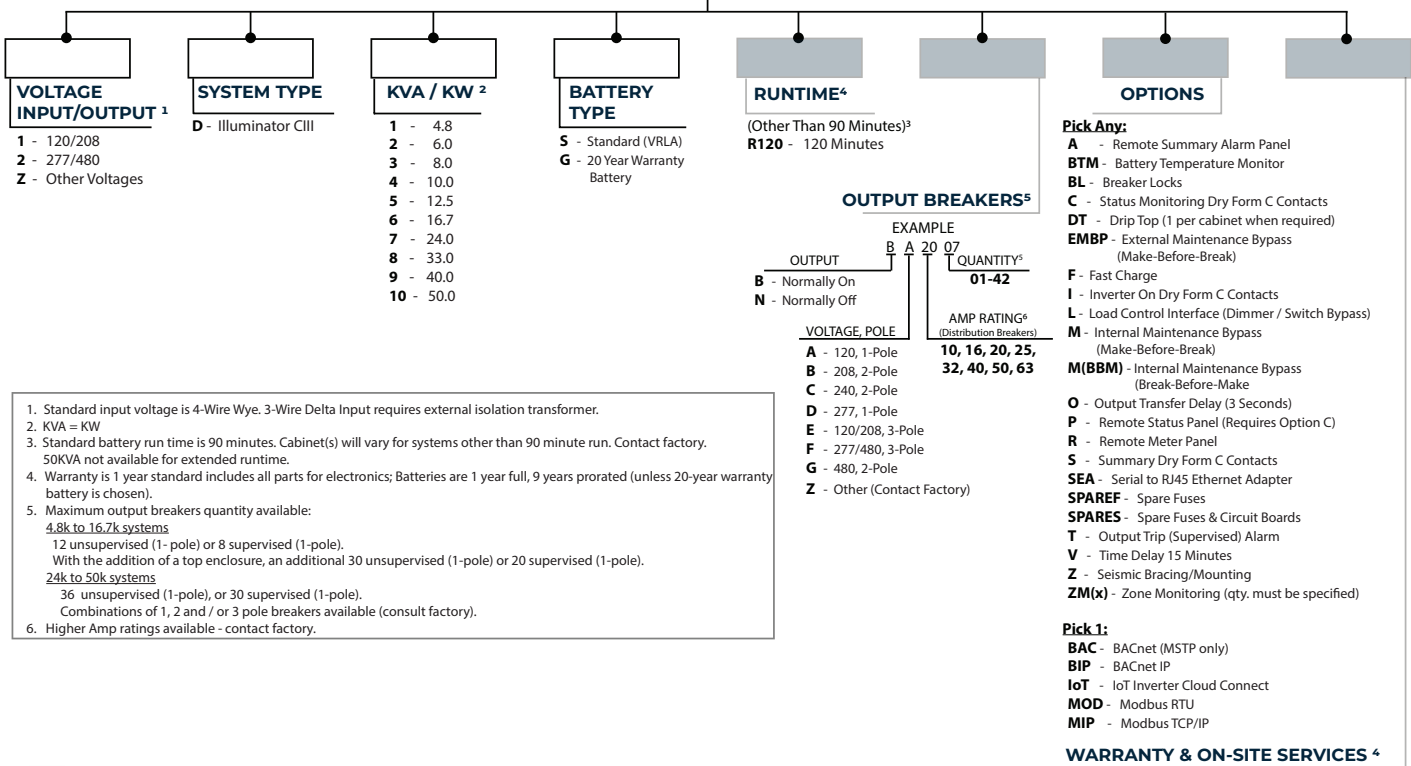 VOLTAGE
INPUT/OUTPUT ¹
1 - 120/208
2 - 277/480
Z - Other Voltages
SYSTEM TYPE
D - Illuminator CIII
KVA / KW ²
1 - 4.8
2 - 6.0
3 - 8.0
4 - 10.0
5 - 12.5
6 - 16.7
7 - 24.0
8 - 33.0
9 - 40.0
10 - 50.0
BATTERY
TYPE
S - Standard (VRLA)
G - 20 Year Warranty
Battery
RUNTIME⁴
(Other Than 90 Minutes)³
R120 - 120 Minutes
OUTPUT BREAKERS⁵
EXAMPLE
B A 20 07
OUTPUT
B - Normally On
N - Normally Off
QUANTITY⁵
01-42
VOLTAGE, POLE
A - 120, 1-Pole
B - 208, 2-Pole
C - 240, 2-Pole
D - 277, 1-Pole
E - 120/208, 3-Pole
F - 277/480, 3-Pole
G - 480, 2-Pole
Z - Other (Contact Factory)
AMP RATING⁶
(Distribution Breakers)
10, 16, 20, 25,
32, 40, 50, 63
OPTIONS
Pick Any:
A - Remote Summary Alarm Panel
BTM - Battery Temperature Monitor
BL - Breaker Locks
C - Status Monitoring Dry Form C Contacts
DT - Drip Top (1 per cabinet when required)
EMBP - External Maintenance Bypass
(Make-Before-Break)
F - Fast Charge
I - Inverter On Dry Form C Contacts
L - Load Control Interface (Dimmer / Switch Bypass)
M - Internal Maintenance Bypass
(Make-Before-Break)
M(BBM) - Internal Maintenance Bypass
(Break-Before-Make
O - Output Transfer Delay (3 Seconds)
P - Remote Status Panel (Requires Option C)
R - Remote Meter Panel
S - Summary Dry Form C Contacts
SEA - Serial to RJ45 Ethernet Adapter
SPAREF - Spare Fuses
SPARES - Spare Fuses & Circuit Boards
T - Output Trip (Supervised) Alarm
V - Time Delay 15 Minutes
Z - Seismic Bracing/Mounting
ZM(x) - Zone Monitoring (qty. must be specified)
Pick 1:
BAC - BACnet (MSTP only)
BIP - BACnet IP
IoT - IoT Inverter Cloud Connect
MOD - Modbus RTU
MIP - Modbus TCP/IP
WARRANTY & ON-SITE SERVICES ⁴
1. Standard input voltage is 4-Wire Wye. 3-Wire Delta Input requires external isolation transformer.
2. KVA = KW
3. Standard battery run time is 90 minutes. Cabinet(s) will vary for systems other than 90 minute run. Contact factory.
50KVA not available for extended runtime.
4. Warranty is 1 year standard includes all parts for electronics; Batteries are 1 year full, 9 years prorated (unless 20-year warranty
battery is chosen).
5. Maximum output breakers quantity available:
4.8k to 16.7k systems
12 unsupervised (1- pole) or 8 supervised (1-pole).
With the addition of a top enclosure, an additional 30 unsupervised (1-pole) or 20 supervised (1-pole).
24k to 50k systems
36 unsupervised (1-pole), or 30 supervised (1-pole).
Combinations of 1, 2 and / or 3 pole breakers available (consult factory).
6. Higher Amp ratings available - contact factory.